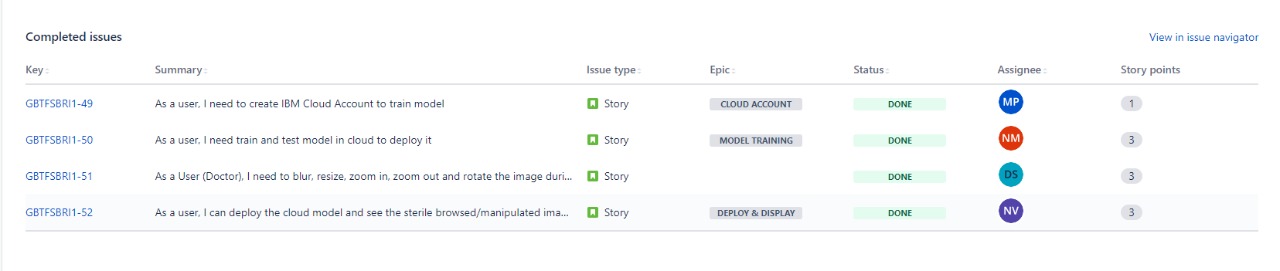 Completed issues View in issue navigator
Key Summary Issue type Epic Status Assignee Story points
GBTFSBRI1-49 As a user, I need to create IBM Cloud Account to train model Story CLOUD ACCOUNT DONE MP 1
GBTFSBRI1-50 As a user, I need train and test model in cloud to deploy it Story MODEL TRAINING DONE NM 3
GBTFSBRI1-51 As a User (Doctor), I need to blur, resize, zoom in, zoom out and rotate the image duri... Story DONE DS 3
GBTFSBRI1-52 As a user, I can deploy the cloud model and see the sterile browsed/manipulated ima... Story DEPLOY & DISPLAY DONE NV 3